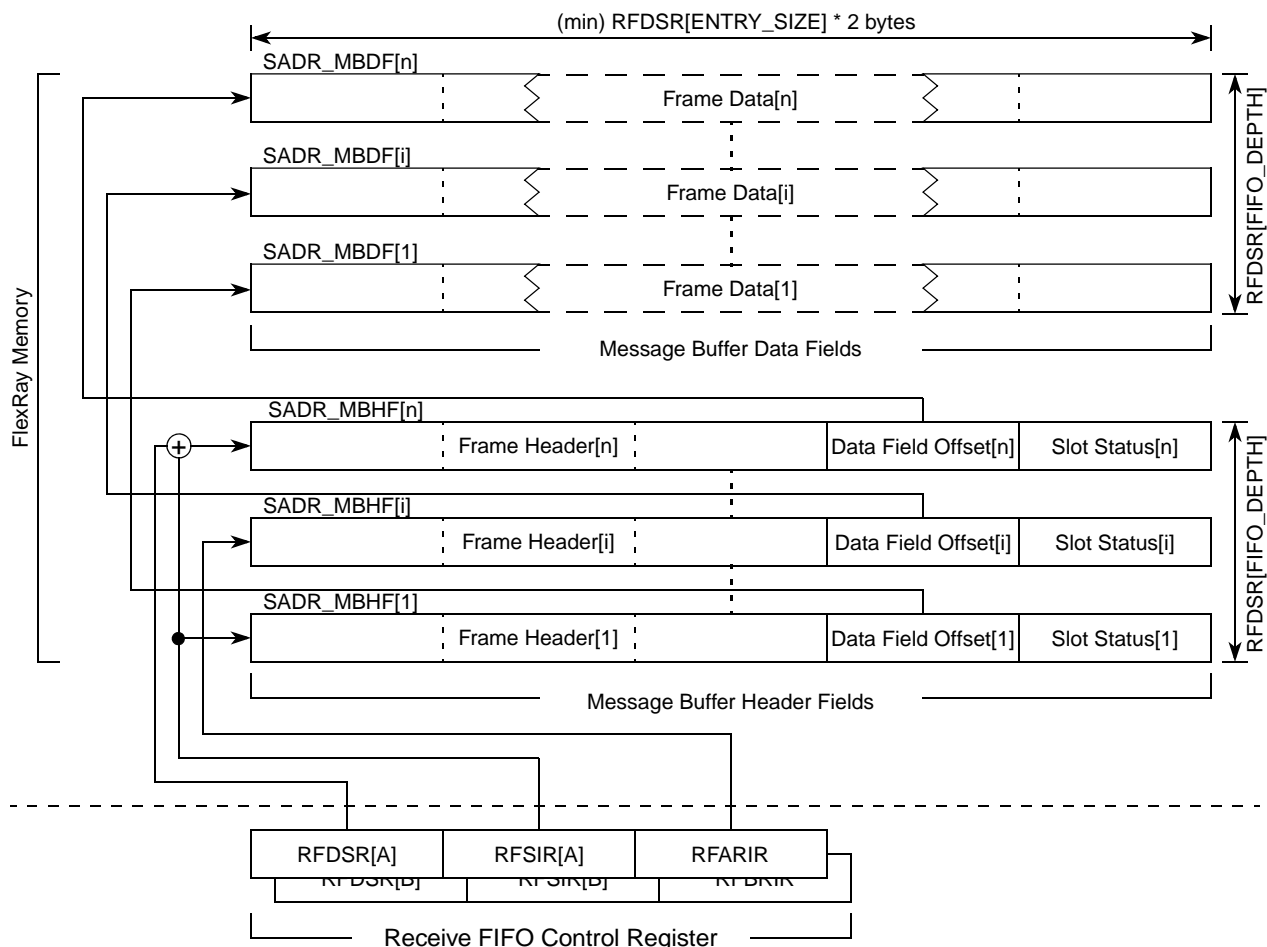 (min) RFDSR[ENTRY_SIZE] * 2 bytes
SADR_MBDF[n]
Frame Data[n]
SADR_MBDF[i]
Frame Data[i]
SADR_MBDF[1]
Frame Data[1]
RFDSR[FIFO_DEPTH]
Message Buffer Data Fields
FlexRay Memory
SADR_MBHF[n]
+
Frame Header[n] Data Field Offset[n] Slot Status[n]
SADR_MBHF[i]
Frame Header[i] Data Field Offset[i] Slot Status[i]
SADR_MBHF[1]
Frame Header[1] Data Field Offset[1] Slot Status[1]
RFDSR[FIFO_DEPTH]
Message Buffer Header Fields
RFDSR[A] RFSIR[A] RFARIR
RFDSR[B] RFSIR[B] RFBRIR
Receive FIFO Control Register